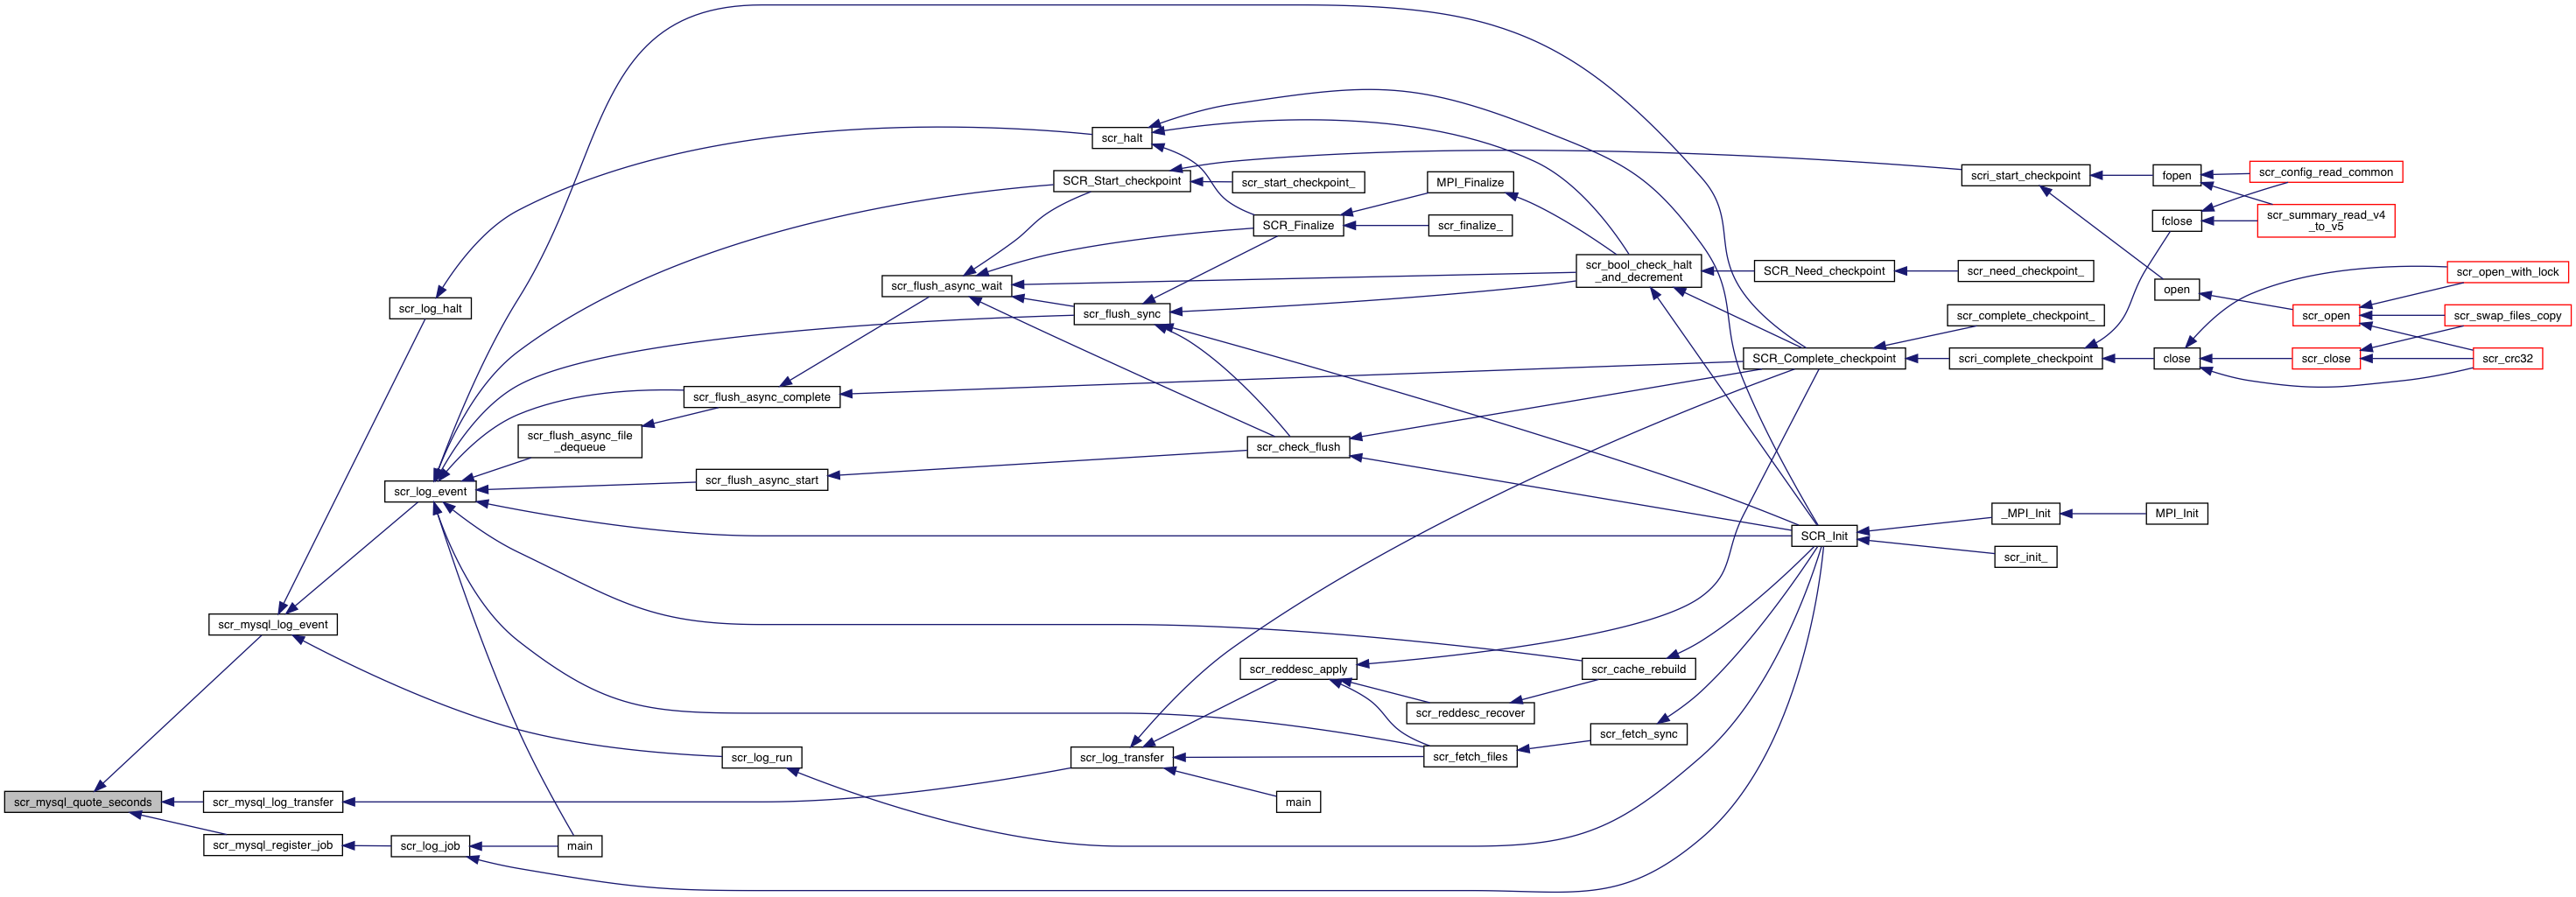 scr_mysql_quote_seconds
scr_mysql_log_event
scr_mysql_log_transfer
scr_mysql_register_job
scr_log_halt
scr_log_event
scr_log_job
scr_flush_async_file
_dequeue
main
scr_flush_async_complete
scr_flush_async_start
scr_log_run
scr_flush_async_wait
scr_halt
SCR_Start_checkpoint
scr_flush_sync
scr_log_transfer
scr_start_checkpoint_
SCR_Finalize
scr_check_flush
scr_reddesc_apply
main
MPI_Finalize
scr_finalize_
scr_reddesc_recover
scr_fetch_files
scr_bool_check_halt
_and_decrement
scr_cache_rebuild
scr_fetch_sync
SCR_Need_checkpoint
SCR_Complete_checkpoint
SCR_Init
scri_start_checkpoint
scr_need_checkpoint_
scr_complete_checkpoint_
scri_complete_checkpoint
_MPI_Init
scr_init_
fopen
fclose
open
close
MPI_Init
scr_config_read_common
scr_summary_read_v4
_to_v5
scr_open
scr_close
scr_open_with_lock
scr_swap_files_copy
scr_crc32